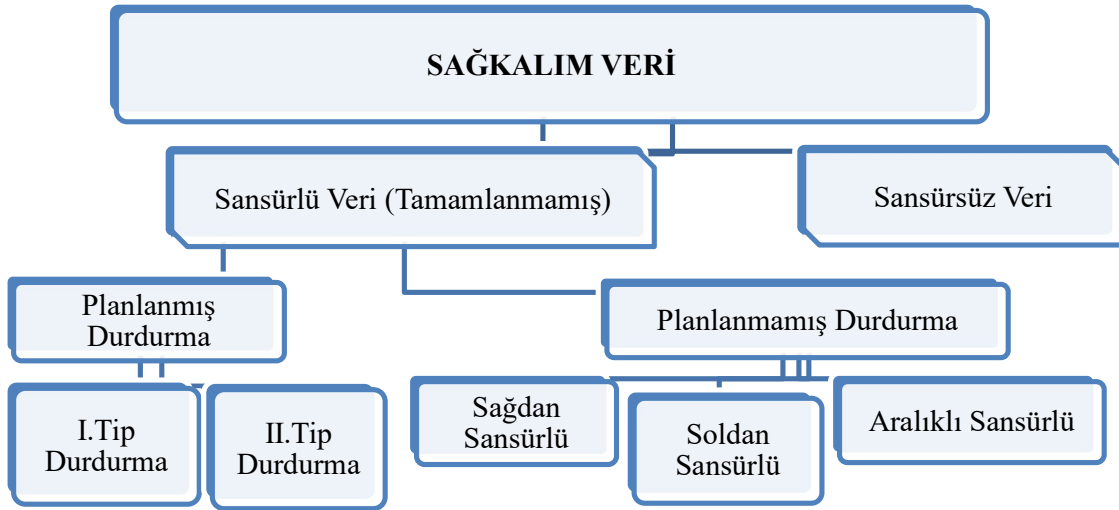 SAĞKALIM VERİ
Sansürlü Veri (Tamamlanmamış)
Sansürsüz Veri
Planlanmış
Durdurma
Planlanmamış Durdurma
I.Tip
Durdurma
II.Tip
Durdurma
Sağdan
Sansürlü
Soldan
Sansürlü
Aralıklı Sansürlü